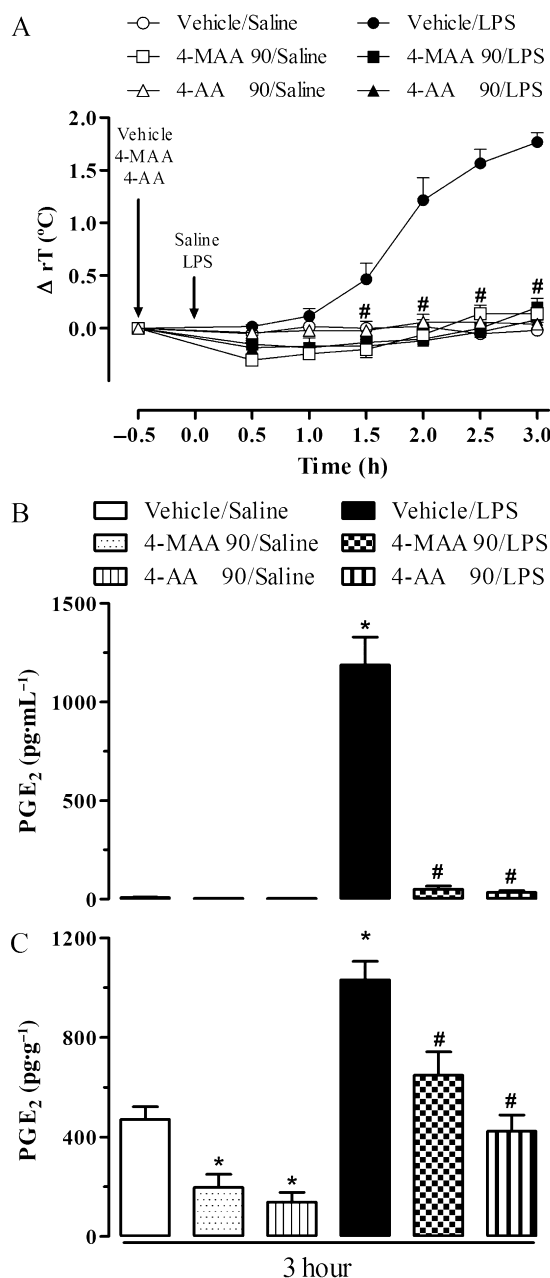 A
Vehicle/Saline
Vehicle/LPS
4-MAA 90/Saline
4-MAA 90/LPS
4-AA 90/Saline
4-AA 90/LPS
Δ rT (ºC)
2.0
1.5
1.0
0.5
0.0
Vehicle
4-MAA
4-AA
Saline
LPS
# # # #
–0.5 0.0 0.5 1.0 1.5 2.0 2.5 3.0
Time (h)
B
Vehicle/Saline
Vehicle/LPS
4-MAA 90/Saline
4-MAA 90/LPS
4-AA 90/Saline
4-AA 90/LPS
PGE₂ (pg·mL⁻¹)
1500
1000
500
0
* # #
C
PGE₂ (pg·g⁻¹)
1200
800
400
0
* * * # #
3 hour